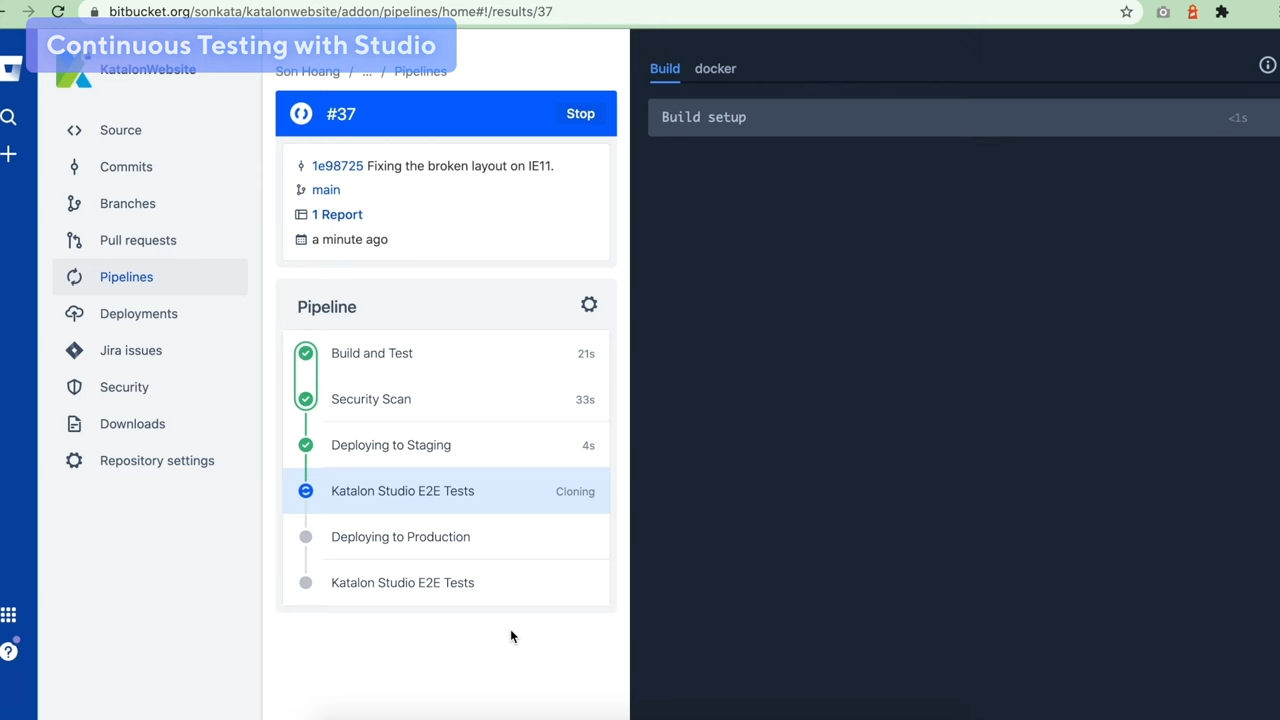 bitbucket.org/sonkata/katalonwebsite/addon/pipelines/home#!/results/37
Continuous Testing with Studio
KatalonWebsite
Source
Commits
Branches
Pull requests
Pipelines
Deployments
Jira issues
Security
Downloads
Repository settings
Son Hoang / ... / Pipelines
#37 Stop
1e98725 Fixing the broken layout on IE11.
main
1 Report
a minute ago
Pipeline
Build and Test 21s
Security Scan 33s
Deploying to Staging 4s
Katalon Studio E2E Tests Cloning
Deploying to Production
Katalon Studio E2E Tests
Build docker
Build setup <1s